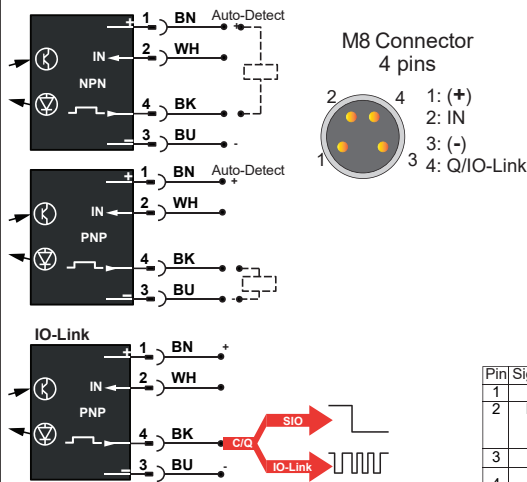 1 BN Auto-Detect
+ +
IN 2 WH
NPN
4 BK
3 BU
− -
M8 Connector
4 pins
2 4
1 3
1: (+)
2: IN
3: (-)
4: Q/IO-Link
1 BN Auto-Detect
+ +
IN 2 WH
PNP
4 BK
3 BU
− -
IO-Link
1 BN
+ +
IN 2 WH
PNP
4 BK
C/Q
SIO
IO-Link
3 BU
− -
Pin
1
2
3